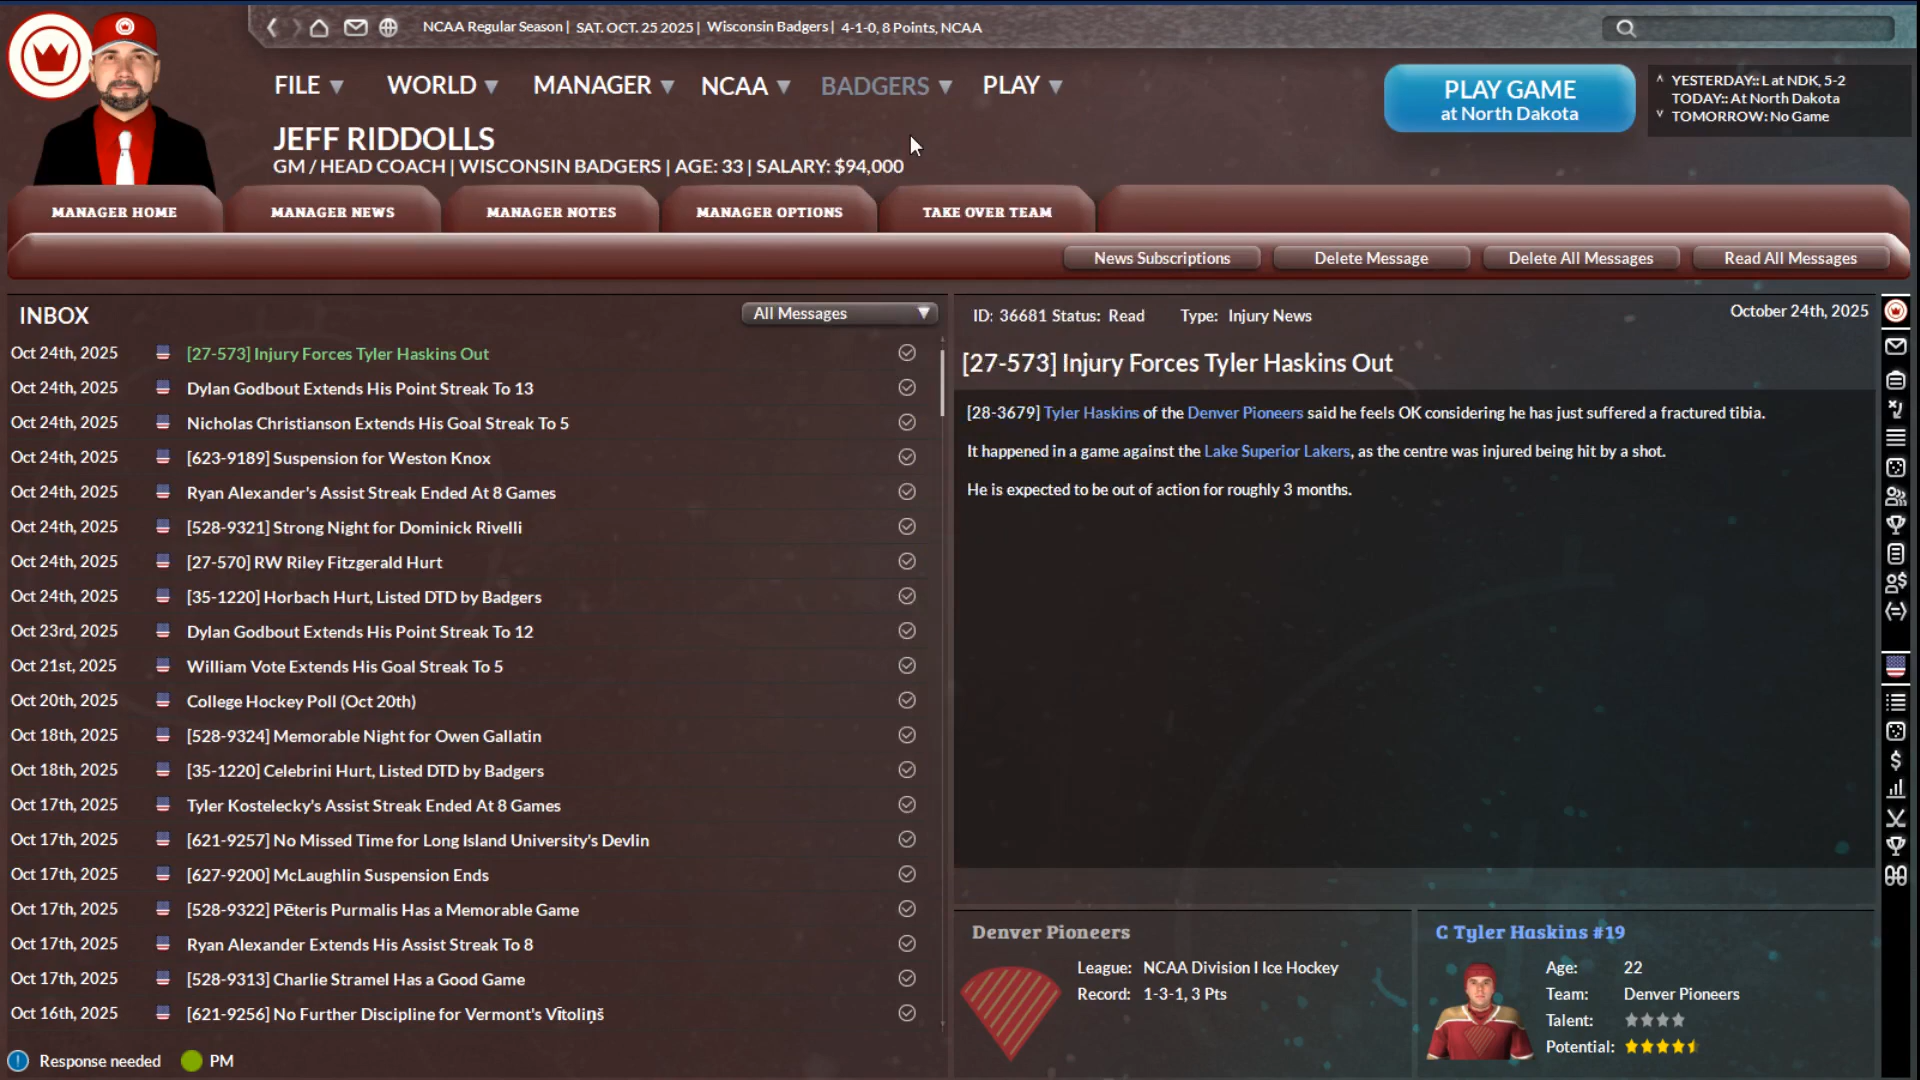 NCAA Regular Season | SAT. OCT. 25 2025 | Wisconsin Badgers | 4-1-0, 8 Points, NCAA
FILE WORLD MANAGER NCAA BADGERS PLAY
PLAY GAME
at North Dakota
YESTERDAY:: L at NDK, 5-2
TODAY:: At North Dakota
TOMORROW: No Game
JEFF RIDDOLLS
GM / HEAD COACH | WISCONSIN BADGERS | AGE: 33 | SALARY: $94,000
MANAGER HOME MANAGER NEWS MANAGER NOTES MANAGER OPTIONS TAKE OVER TEAM
News Subscriptions Delete Message Delete All Messages Read All Messages
INBOX All Messages
Oct 24th, 2025 [27-573] Injury Forces Tyler Haskins Out
Oct 24th, 2025 Dylan Godbout Extends His Point Streak To 13
Oct 24th, 2025 Nicholas Christianson Extends His Goal Streak To 5
Oct 24th, 2025 [623-9189] Suspension for Weston Knox
Oct 24th, 2025 Ryan Alexander's Assist Streak Ended At 8 Games
Oct 24th, 2025 [528-9321] Strong Night for Dominick Rivelli
Oct 24th, 2025 [27-570] RW Riley Fitzgerald Hurt
Oct 24th, 2025 [35-1220] Horbach Hurt, Listed DTD by Badgers
Oct 23rd, 2025 Dylan Godbout Extends His Point Streak To 12
Oct 21st, 2025 William Vote Extends His Goal Streak To 5
Oct 20th, 2025 College Hockey Poll (Oct 20th)
Oct 18th, 2025 [528-9324] Memorable Night for Owen Gallatin
Oct 18th, 2025 [35-1220] Celebrini Hurt, Listed DTD by Badgers
Oct 17th, 2025 Tyler Kostelecky's Assist Streak Ended At 8 Games
Oct 17th, 2025 [621-9257] No Missed Time for Long Island University's Devlin
Oct 17th, 2025 [627-9200] McLaughlin Suspension Ends
Oct 17th, 2025 [528-9322] Pēteris Purmalis Has a Memorable Game
Oct 17th, 2025 Ryan Alexander Extends His Assist Streak To 8
Oct 17th, 2025 [528-9313] Charlie Stramel Has a Good Game
Oct 16th, 2025 [621-9256] No Further Discipline for Vermont's Vītoliņš
Response needed PM
ID: 36681 Status: Read Type: Injury News October 24th, 2025
[27-573] Injury Forces Tyler Haskins Out
[28-3679] Tyler Haskins of the Denver Pioneers said he feels OK considering he has just suffered a fractured tibia.
It happened in a game against the Lake Superior Lakers, as the centre was injured being hit by a shot.
He is expected to be out of action for roughly 3 months.
Denver Pioneers
League: NCAA Division I Ice Hockey
Record: 1-3-1, 3 Pts
C Tyler Haskins #19
Age: 22
Team: Denver Pioneers
Talent:
Potential: